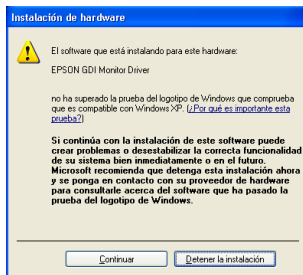 Instalación de hardware
El software que está instalando para este hardware:
EPSON GDI Monitor Driver
no ha superado la prueba del logotipo de Windows que comprueba
que es compatible con Windows XP. (¿Por qué es importante esta
prueba?)
Si continúa con la instalación de este software puede
crear problemas o desestabilizar la correcta funcionalidad
de su sistema bien inmediatamente o en el futuro.
Microsoft recomienda que detenga esta instalación ahora
y se ponga en contacto con su proveedor de hardware
para consultarle acerca del software que ha pasado la
prueba del logotipo de Windows.
Continuar
Detener la instalación